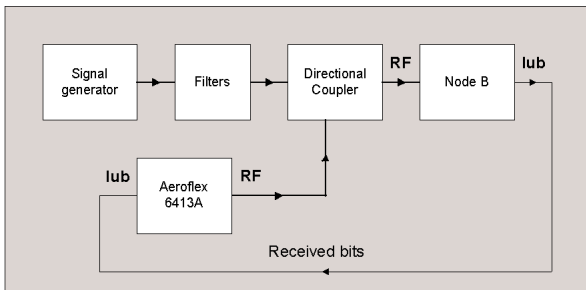 Signal
generator
Filters
Directional
Coupler
RF
Node B
Iub
Iub
Aeroflex
6413A
RF
Received bits